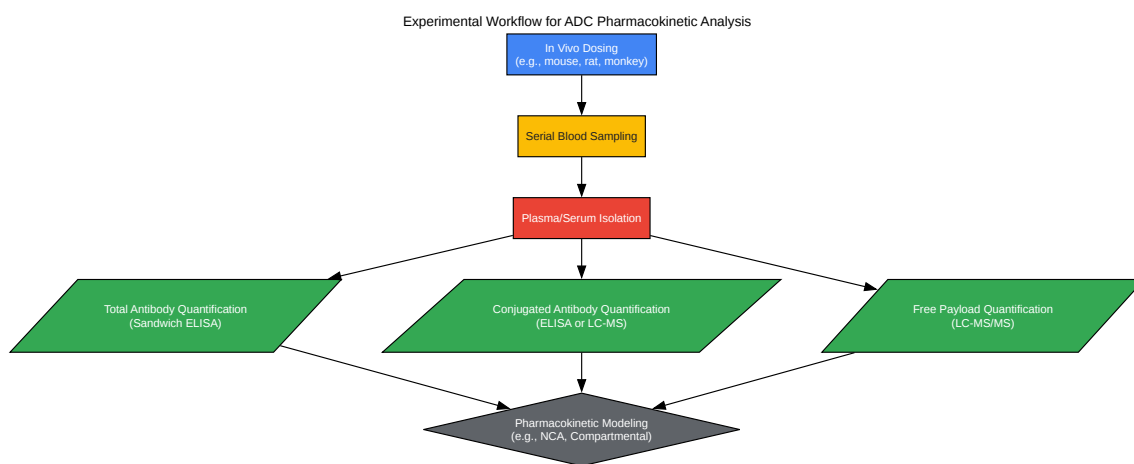 Experimental Workflow for ADC Pharmacokinetic Analysis
In Vivo Dosing
(e.g., mouse, rat, monkey)
Serial Blood Sampling
Plasma/Serum Isolation
Total Antibody Quantification
(Sandwich ELISA)
Conjugated Antibody Quantification
(ELISA or LC-MS)
Free Payload Quantification
(LC-MS/MS)
Pharmacokinetic Modeling
(e.g., NCA, Compartmental)